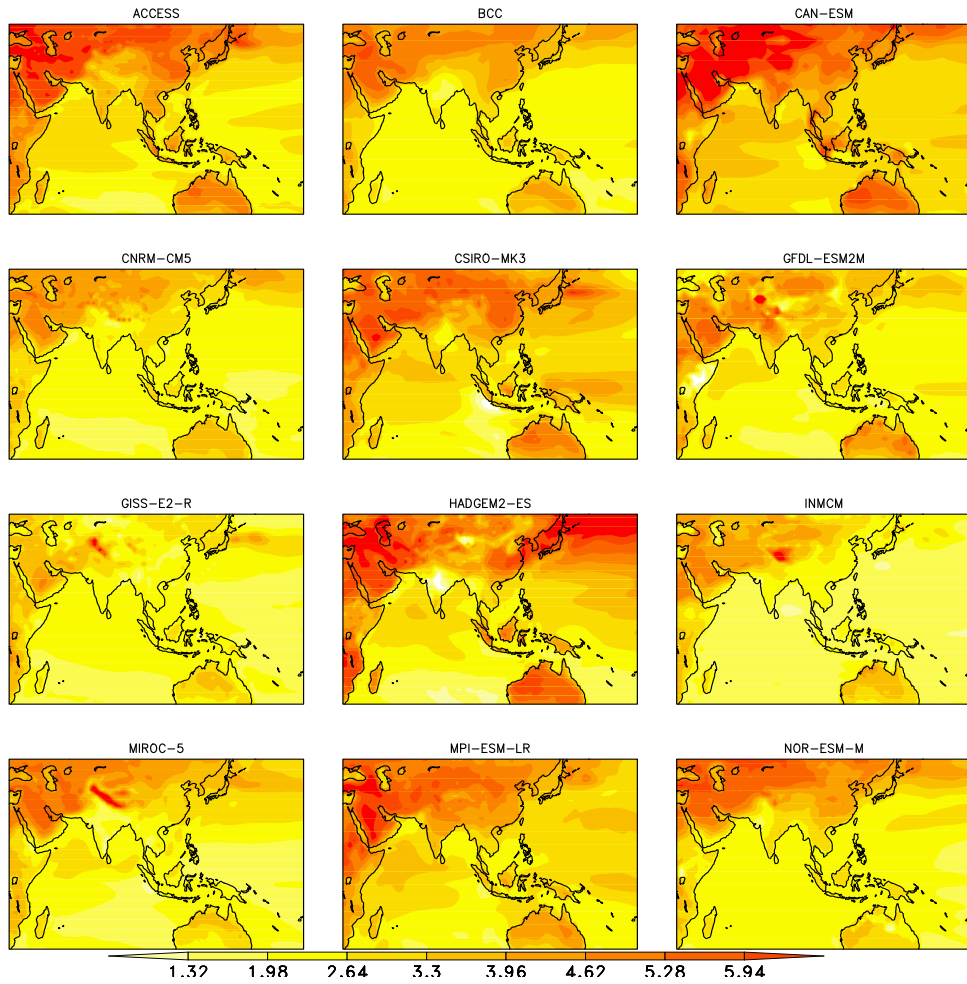 ACCESS BCC CAN-ESM
CNRM-CM5 CSIRO-MK3 GFDL-ESM2M
GISS-E2-R HADGEM2-ES INMCM
MIROC-5 MPI-ESM-LR NOR-ESM-M
1.32 1.98 2.64 3.3 3.96 4.62 5.28 5.94